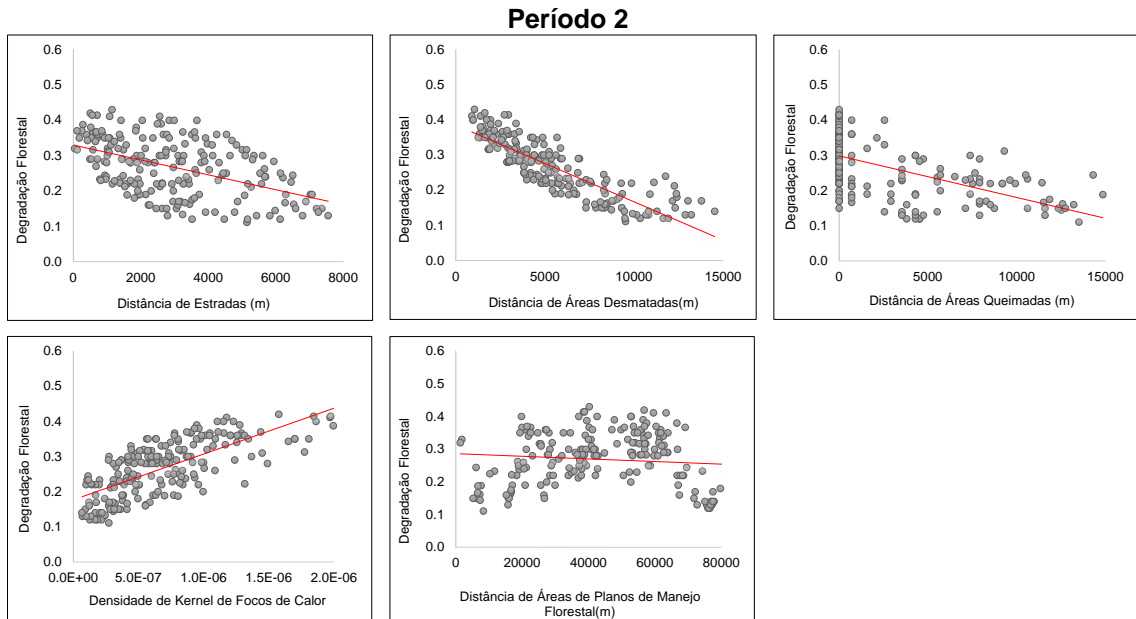 Período 2
0.6
0.5
0.4
0.3
0.2
0.1
0.0
Degradação Florestal
0 2000 4000 6000 8000
Distância de Estradas (m)
0.6
0.5
0.4
0.3
0.2
0.1
0.0
Degradação Florestal
0 5000 10000 15000
Distância de Áreas Desmatadas(m)
0.6
0.5
0.4
0.3
0.2
0.1
0.0
Degradação Florestal
0 5000 10000 15000
Distância de Áreas Queimadas (m)
0.6
0.5
0.4
0.3
0.2
0.1
0.0
Degradação Florestal
0.0E+00 5.0E-07 1.0E-06 1.5E-06 2.0E-06
Densidade de Kernel de Focos de Calor
0.6
0.5
0.4
0.3
0.2
0.1
0.0
Degradação Florestal
0 20000 40000 60000 80000
Distância de Áreas de Planos de Manejo
Florestal(m)